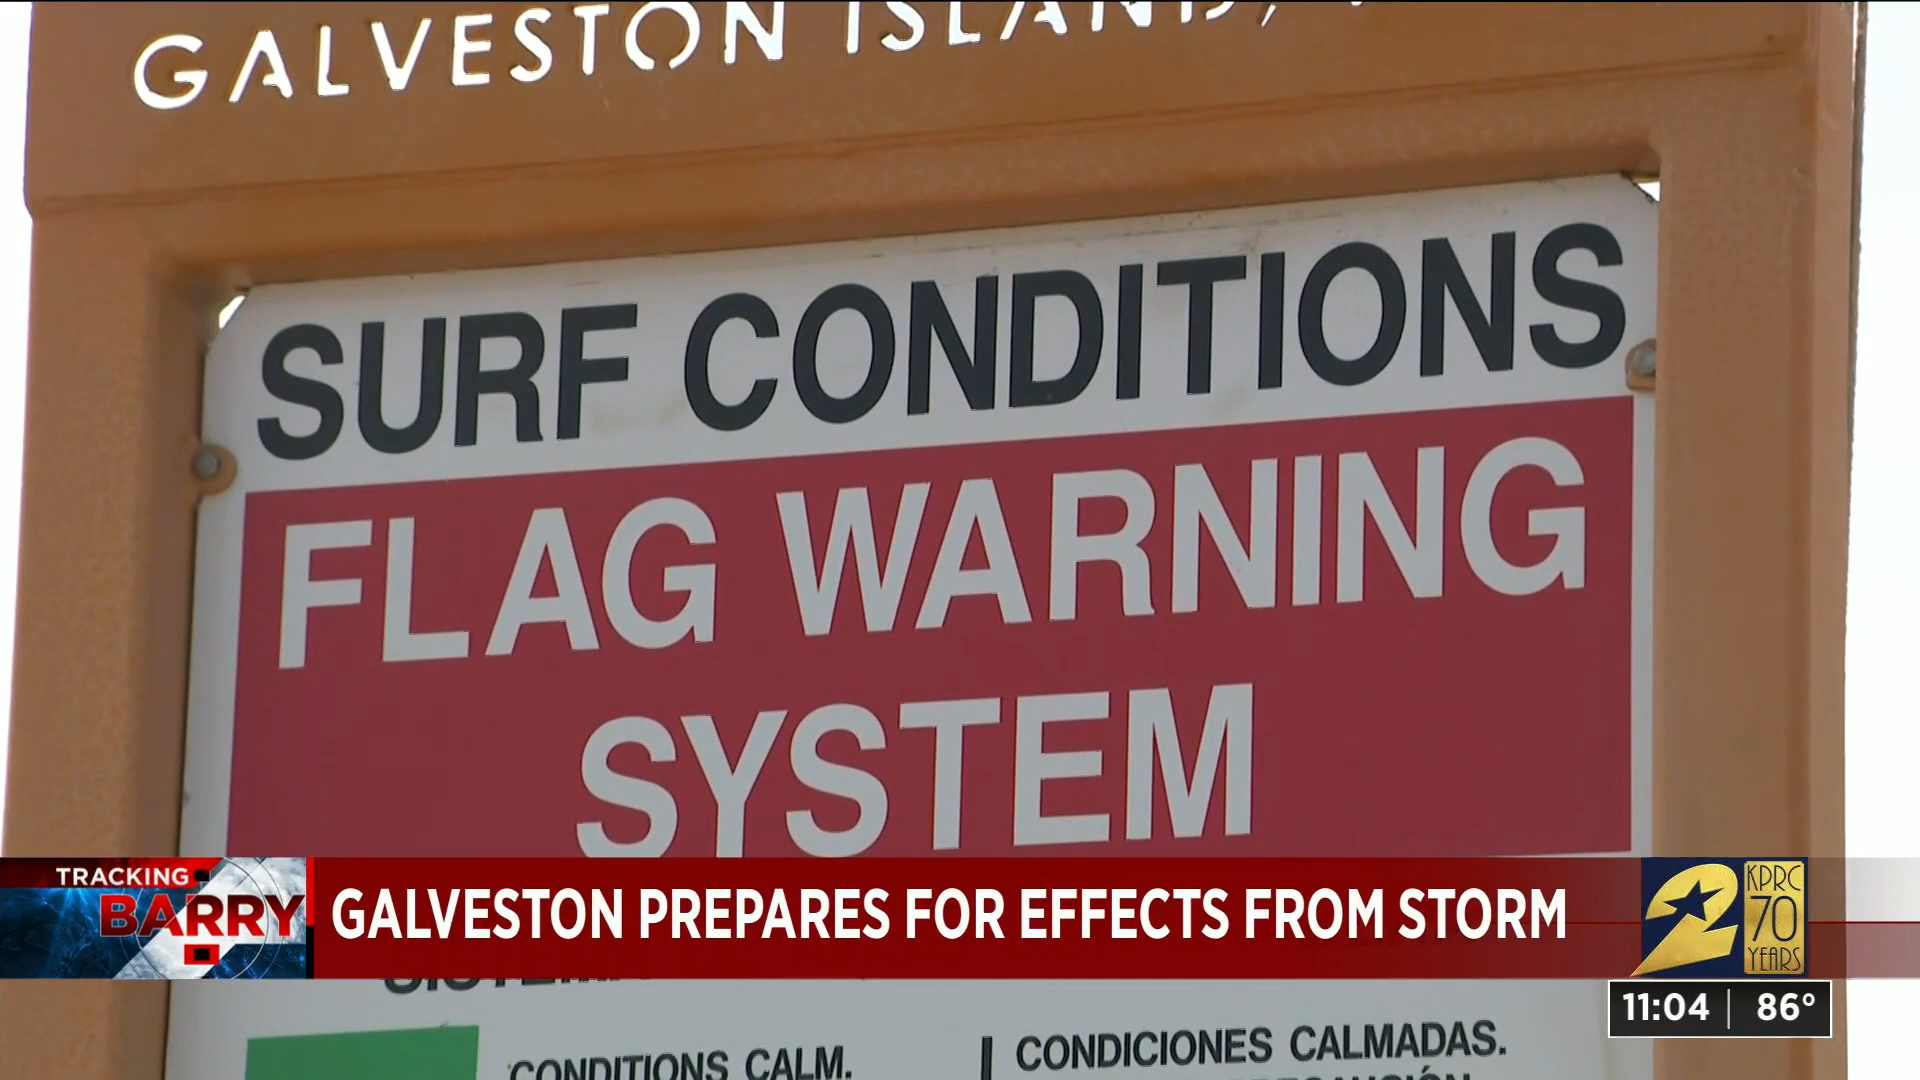 GALVESTON ISLAND,
SURF CONDITIONS
FLAG WARNING
SYSTEM
TRACKING
BARRY
GALVESTON PREPARES FOR EFFECTS FROM STORM
2
KPRC
70
YEARS
11:04 86°
CONDITIONS CALM.
CONDICIONES CALMADAS.